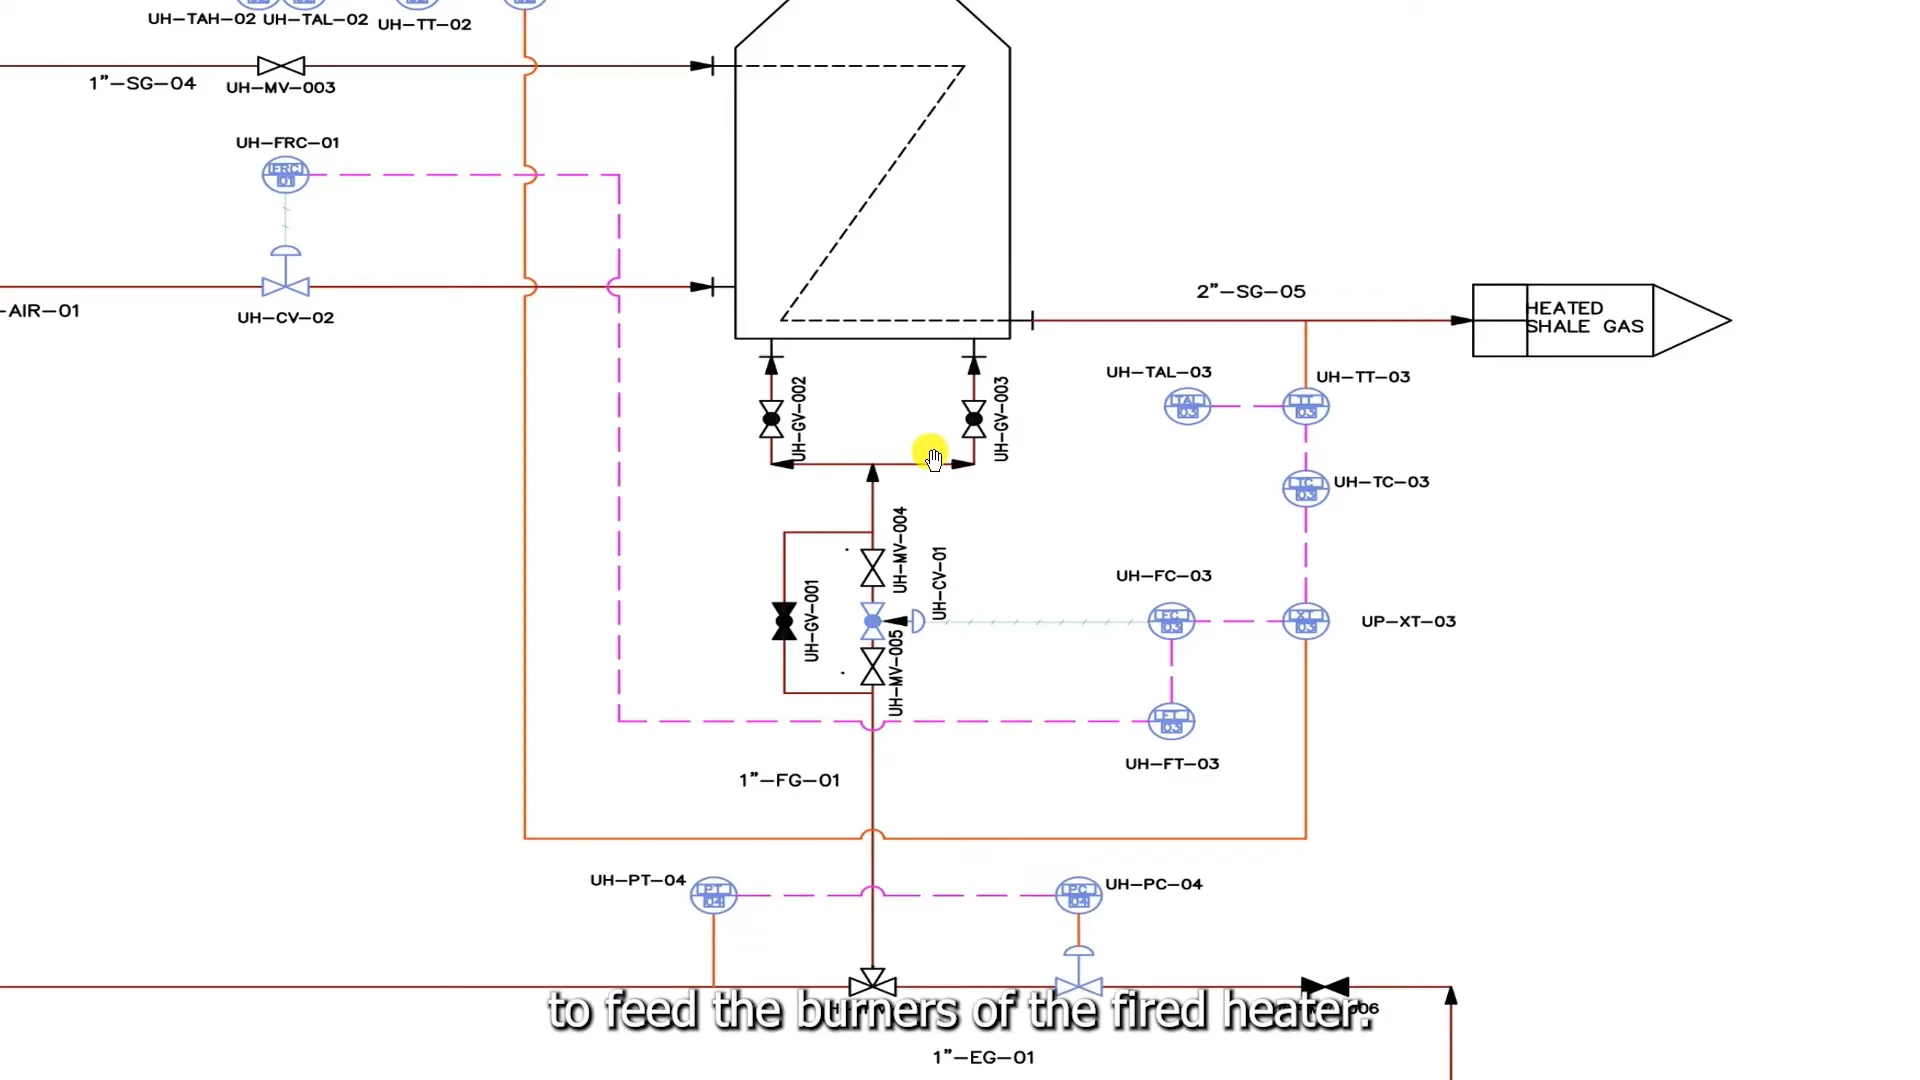 UH-TAH-02 UH-TAL-02 UH-TT-02
1"-SG-04
UH-MV-003
UH-FRC-01
FRC
01
-AIR-01
UH-CV-02
2"-SG-05
HEATED
SHALE GAS
UH-GV-002
UH-GV-003
UH-TAL-03
TAL
03
UH-TT-03
TT
03
TC
03
UH-TC-03
UH-MV-004
UH-CV-01
UH-GV-001
UH-MV-005
UH-FC-03
FC
03
XT
03
UP-XT-03
FT
03
UH-FT-03
1"-FG-01
UH-PT-04
PT
04
PC
04
UH-PC-04
to feed the burners of the fired heater.
006
1"-EG-01